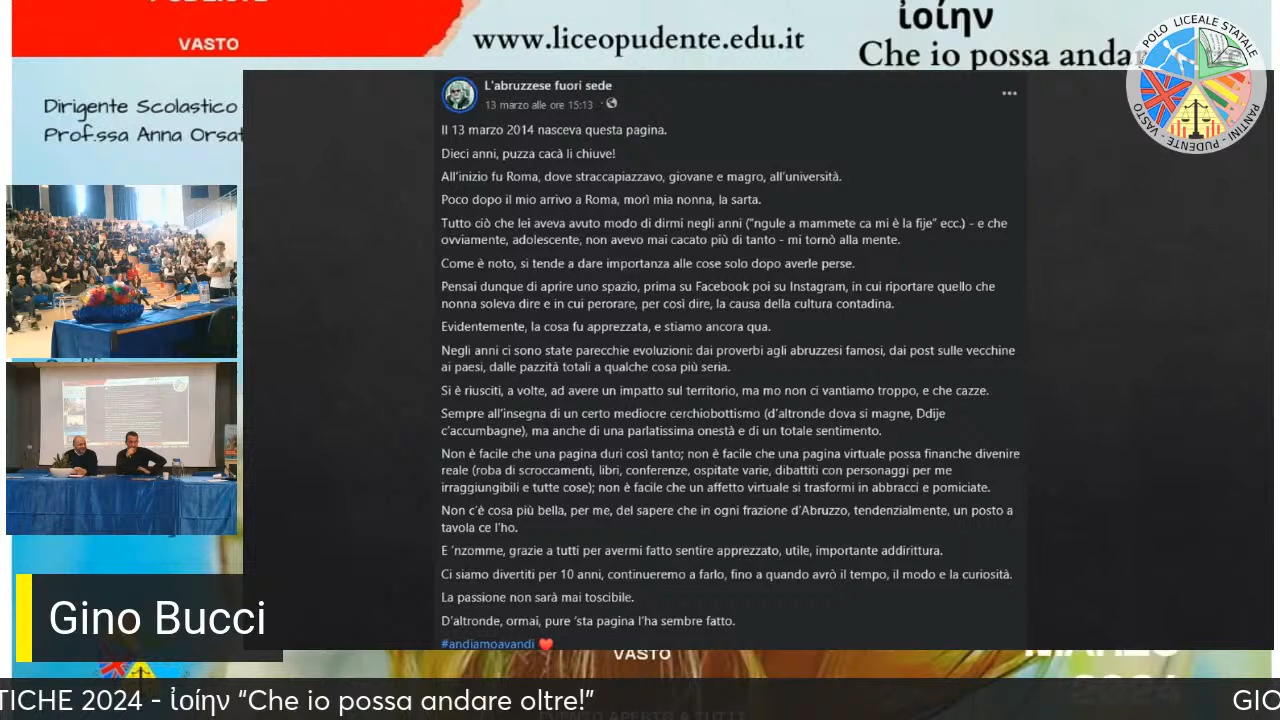 VASTO
www.liceopudente.edu.it
ἰοίην
Che io possa anda
POLO LICEALE STATALE
PANTINI - PUDENTE - VASTO
Dirigente Scolastico
Prof.ssa Anna Orsat
L'abruzzese fuori sede
13 marzo alle ore 15:13 ·
Il 13 marzo 2014 nasceva questa pagina.
Dieci anni, puzza cacà li chiuve!
All'inizio fu Roma, dove straccapiazzavo, giovane e magro, all'università.
Poco dopo il mio arrivo a Roma, morì mia nonna, la sarta.
Tutto ciò che lei aveva avuto modo di dirmi negli anni ("ngule a mammete ca mi è la fije" ecc.) - e che
ovviamente, adolescente, non avevo mai cacato più di tanto - mi tornò alla mente.
Come è noto, si tende a dare importanza alle cose solo dopo averle perse.
Pensai dunque di aprire uno spazio, prima su Facebook poi su Instagram, in cui riportare quello che
nonna soleva dire e in cui perorare, per così dire, la causa della cultura contadina.
Evidentemente, la cosa fu apprezzata, e stiamo ancora qua.
Negli anni ci sono state parecchie evoluzioni: dai proverbi agli abruzzesi famosi, dai post sulle vecchine
ai paesi, dalle pazzità totali a qualche cosa più seria.
Si è riusciti, a volte, ad avere un impatto sul territorio, ma mo non ci vantiamo troppo, e che cazze.
Sempre all'insegna di un certo mediocre cerchiobottismo (d'altronde dova si magne, Ddije
c'accumbagne), ma anche di una parlatissima onestà e di un totale sentimento.
Non è facile che una pagina duri così tanto; non è facile che una pagina virtuale possa finanche divenire
reale (roba di scroccamenti, libri, conferenze, ospitate varie, dibattiti con personaggi per me
irraggiungibili e tutte cose); non è facile che un affetto virtuale si trasformi in abbracci e pomiciate.
Non c'è cosa più bella, per me, del sapere che in ogni frazione d'Abruzzo, tendenzialmente, un posto a
tavola ce l'ho.
E 'nzomme, grazie a tutti per avermi fatto sentire apprezzato, utile, importante addirittura.
Ci siamo divertiti per 10 anni, continueremo a farlo, fino a quando avrò il tempo, il modo e la curiosità.
La passione non sarà mai toscibile.
D'altronde, ormai, pure 'sta pagina l'ha sempre fatto.
#andiamoavandi ❤️
Gino Bucci
VASTO
TICHE 2024 - ἰοίην "Che io possa andare oltre!"
GIO